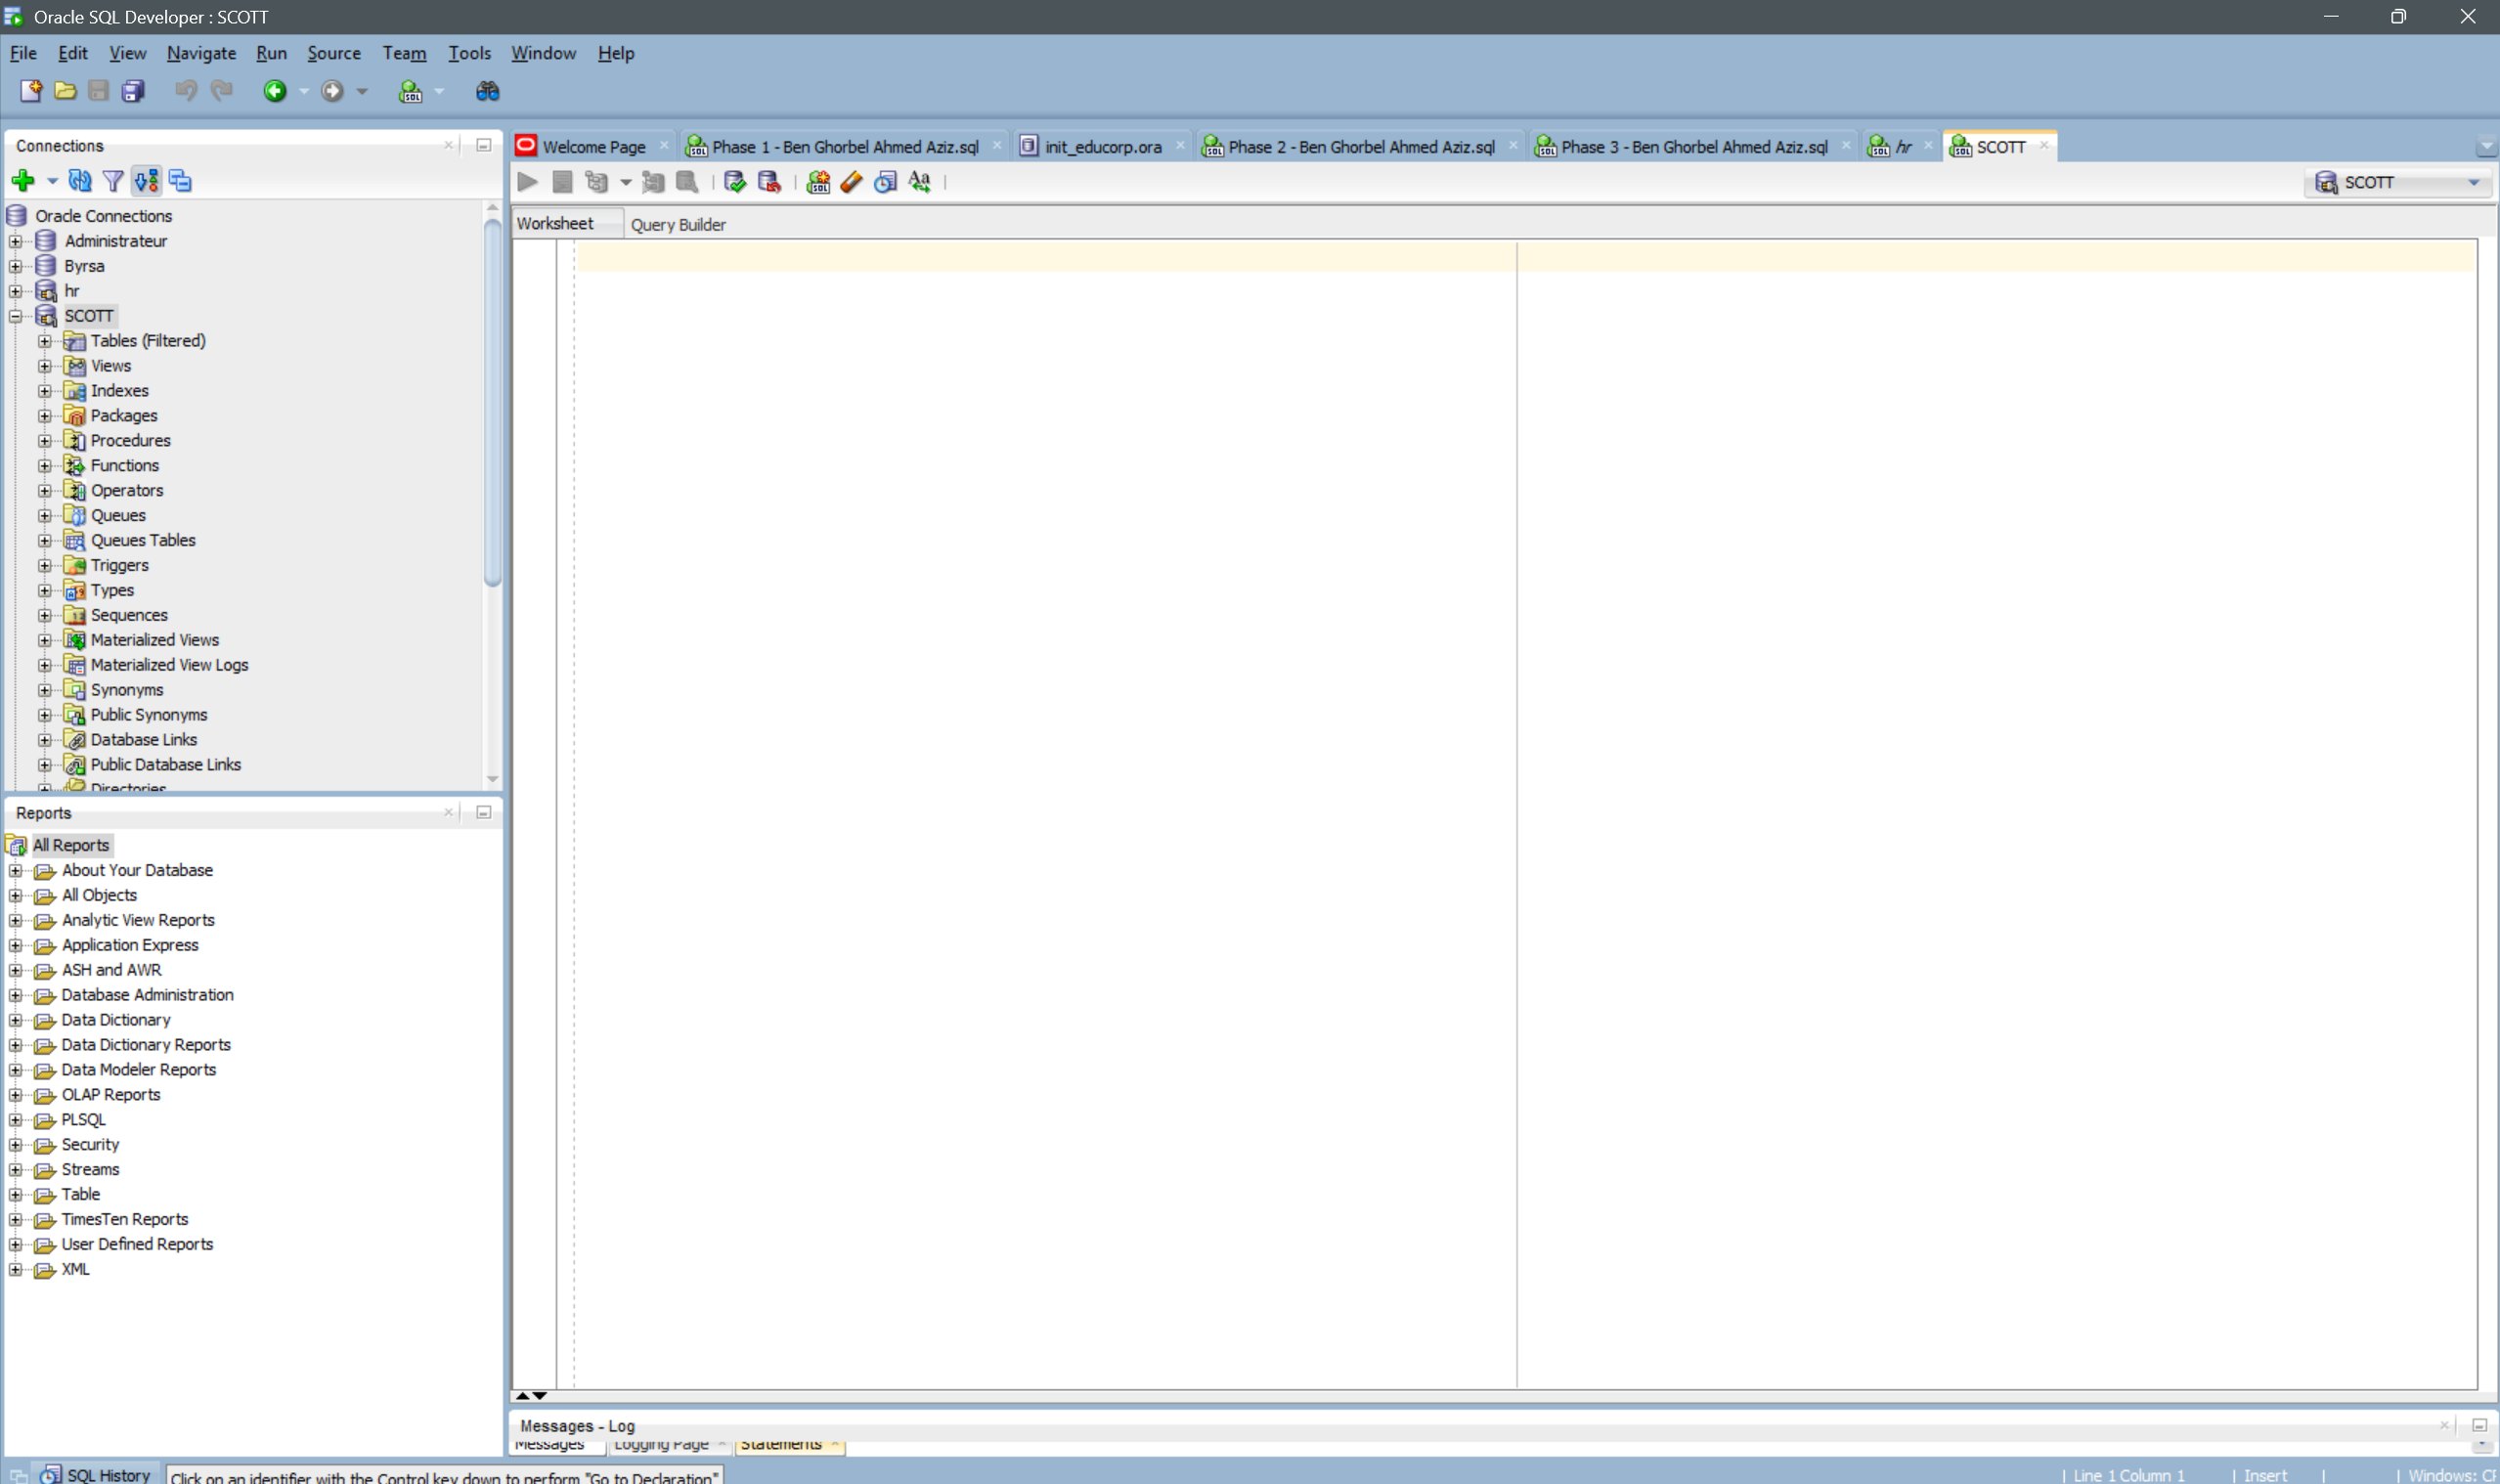 Oracle SQL Developer : SCOTT
File Edit View Navigate Run Source Team Tools Window Help
Connections
Welcome Page
Phase 1 - Ben Ghorbel Ahmed Aziz.sql
init_educorp.ora
Phase 2 - Ben Ghorbel Ahmed Aziz.sql
Phase 3 - Ben Ghorbel Ahmed Aziz.sql
hr
SCOTT
SCOTT
Worksheet
Query Builder
Oracle Connections
Administrateur
Byrsa
hr
SCOTT
Tables (Filtered)
Views
Indexes
Packages
Procedures
Functions
Operators
Queues
Queues Tables
Triggers
Types
Sequences
Materialized Views
Materialized View Logs
Synonyms
Public Synonyms
Database Links
Public Database Links
Directories
Reports
All Reports
About Your Database
All Objects
Analytic View Reports
Application Express
ASH and AWR
Database Administration
Data Dictionary
Data Dictionary Reports
Data Modeler Reports
OLAP Reports
PLSQL
Security
Streams
Table
TimesTen Reports
User Defined Reports
XML
Messages - Log
Messages
Logging Page
Statements
SQL History
Click on an identifier with the Control key down to perform "Go to Declaration"
Line 1 Column 1
Insert
Windows: